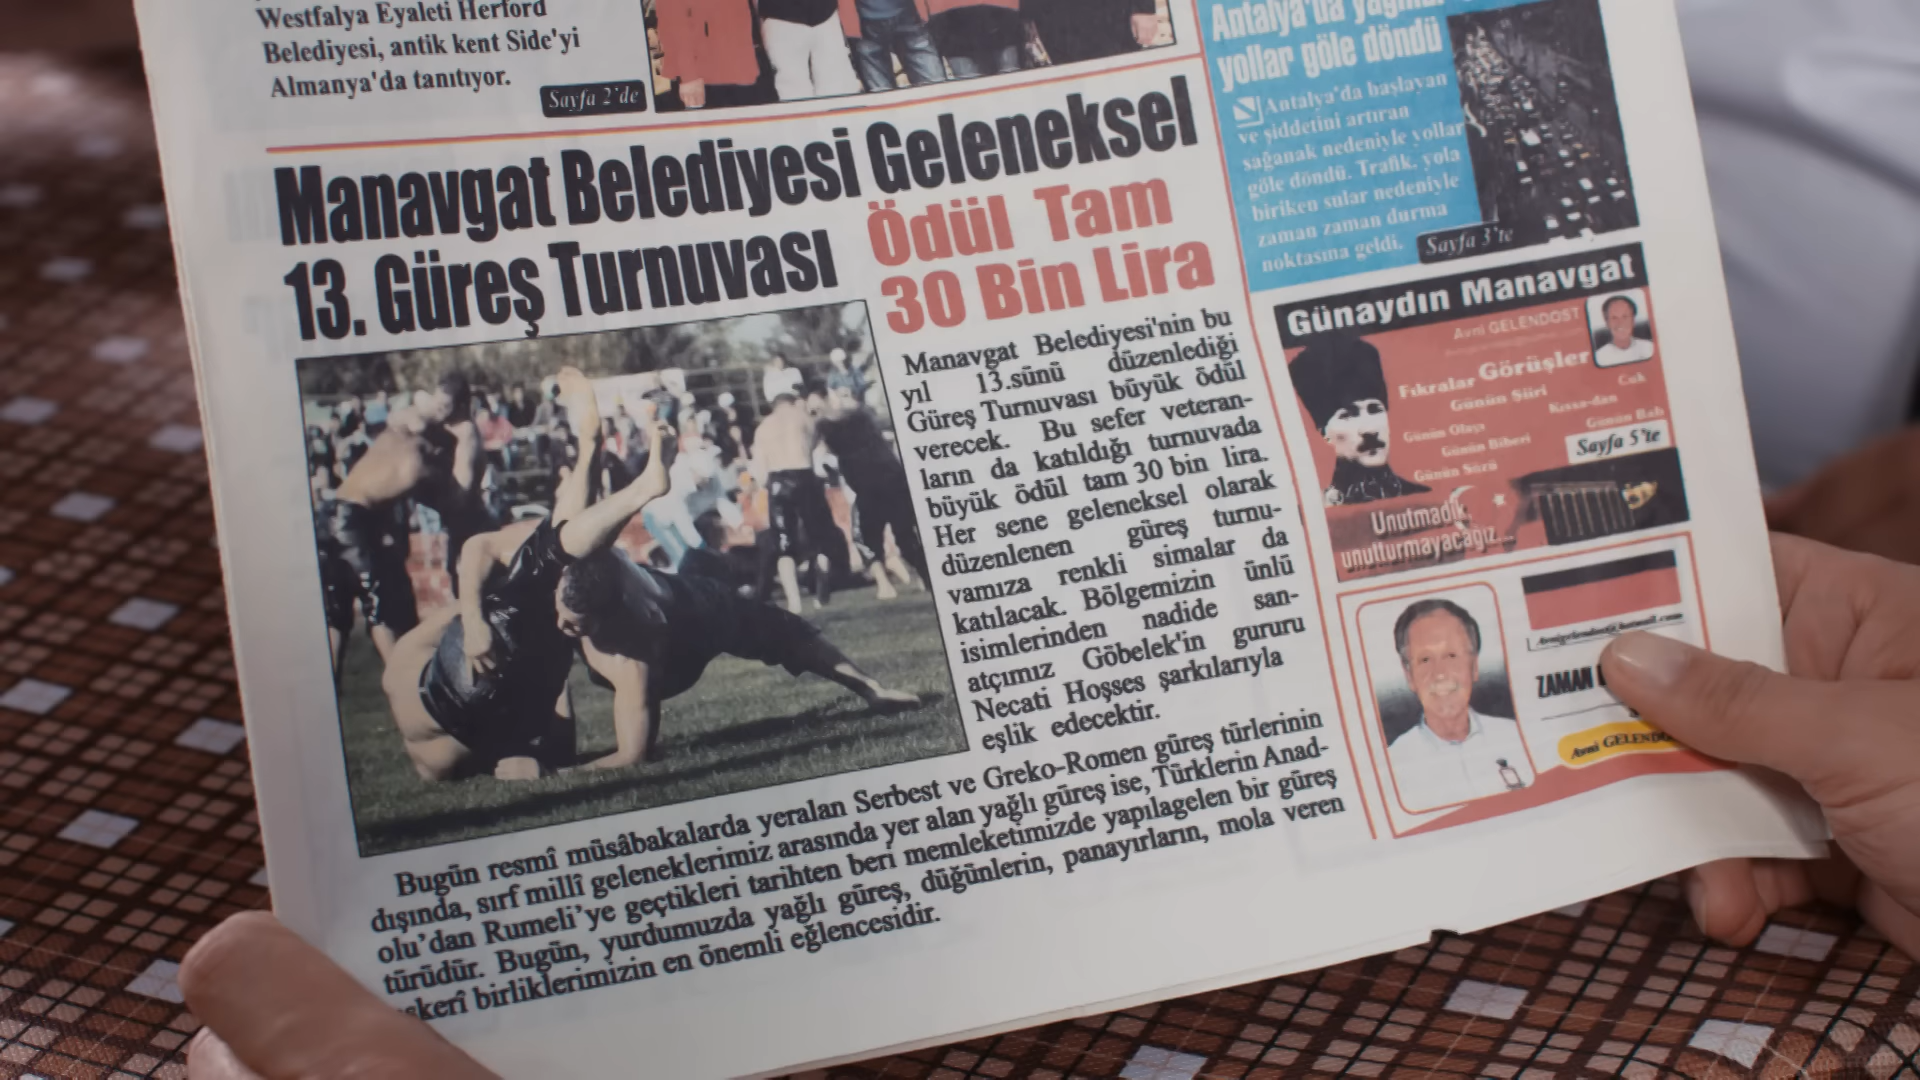 Westfalya Eyaleti Herford
Belediyesi, antik kent Side'yi
Almanya'da tanıtıyor.
Sayfa 2'de
Manavgat Belediyesi Geleneksel
13. Güreş Turnuvası
Ödül Tam
30 Bin Lira
Manavgat Belediyesi'nin bu
yıl 13.sünü düzenlediği
Güreş Turnuvası büyük ödül
verecek. Bu sefer veteran-
ların da katıldığı turnuvada
büyük ödül tam 30 bin lira.
Her sene geleneksel olarak
düzenlenen güreş turnu-
vamıza renkli simalar da
katılacak. Bölgemizin ünlü
isimlerinden nadide san-
atçımız Göbelek'in gururu
Necati Hoşses şarkılarıyla
eşlik edecektir.
Bugün resmî müsâbakalarda yeralan Serbest ve Greko-Romen güreş türlerinin
dışında, sırf millî geleneklerimiz arasında yer alan yağlı güreş ise, Türklerin Anad-
olu'dan Rumeli'ye geçtikleri tarihten beri memleketimizde yapılagelen bir güreş
türüdür. Bugün, yurdumuzda yağlı güreş, düğünlerin, panayırların, mola veren
askerî birliklerimizin en önemli eğlencesidir.
Antalya'da
yollar göle döndü
Antalya'da başlayan
ve şiddetini artıran
sağanak nedeniyle yollar
göle döndü. Trafik, yola
biriken sular nedeniyle
zaman zaman durma
noktasına geldi.
Sayfa 3'te
Günaydın Manavgat
Avni GELENDOST
Fıkralar Görüşler
Günün Şiiri
Günün Olayı
Kıssa-dan
Günün Biberi
Günün Sözü
Sayfa 5'te
Unutmadık,
unutturmayacağız...
ZAMAN
Avni GELENDO